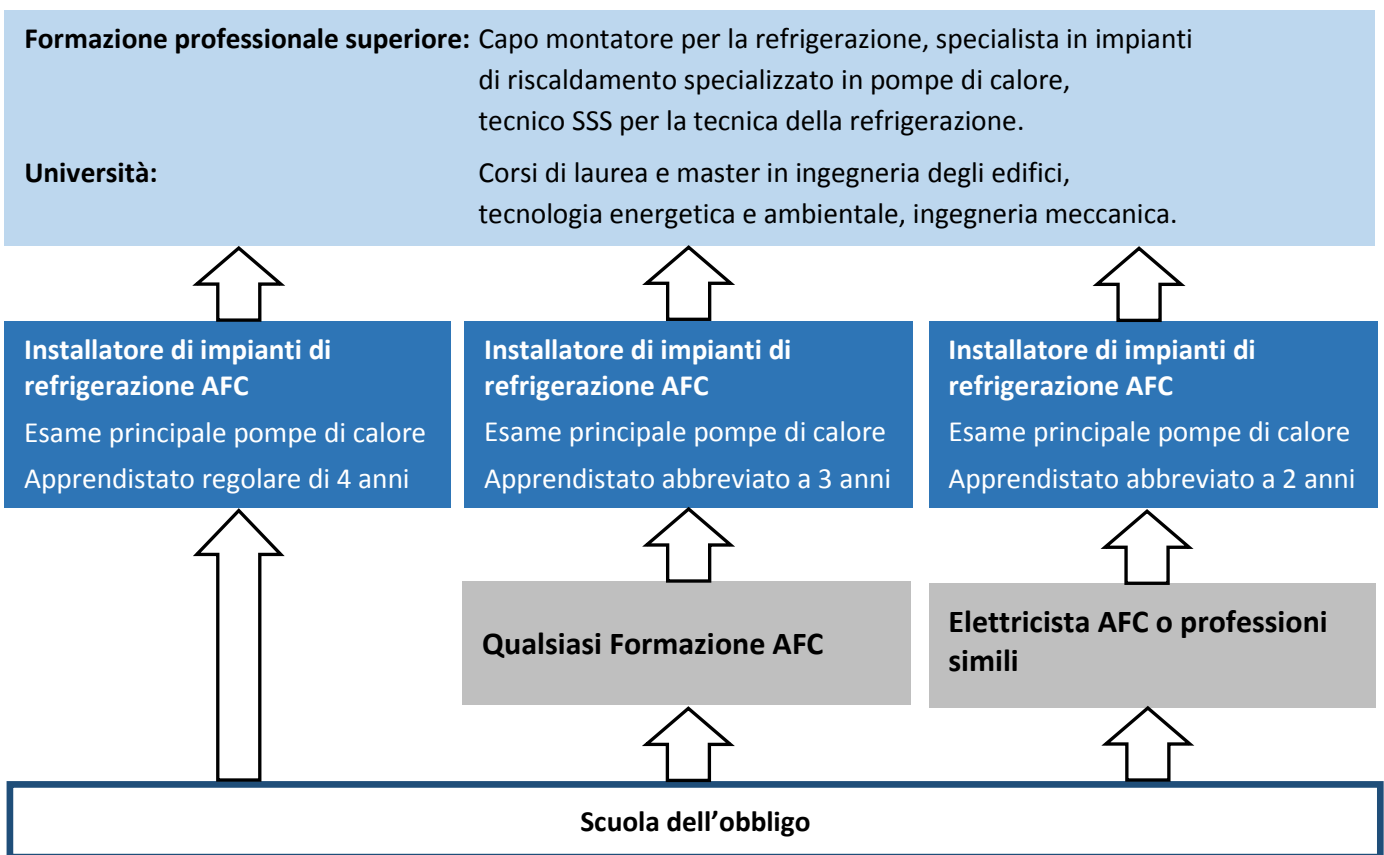 Formazione professionale superiore: Capo montatore per la refrigerazione, specialista in impianti
di riscaldamento specializzato in pompe di calore,
tecnico SSS per la tecnica della refrigerazione.
Università: Corsi di laurea e master in ingegneria degli edifici,
tecnologia energetica e ambientale, ingegneria meccanica.
Installatore di impianti di
refrigerazione AFC
Esame principale pompe di calore
Apprendistato regolare di 4 anni
Installatore di impianti di
refrigerazione AFC
Esame principale pompe di calore
Apprendistato abbreviato a 3 anni
Installatore di impianti di
refrigerazione AFC
Esame principale pompe di calore
Apprendistato abbreviato a 2 anni
Qualsiasi Formazione AFC
Elettricista AFC o professioni
simili
Scuola dell’obbligo